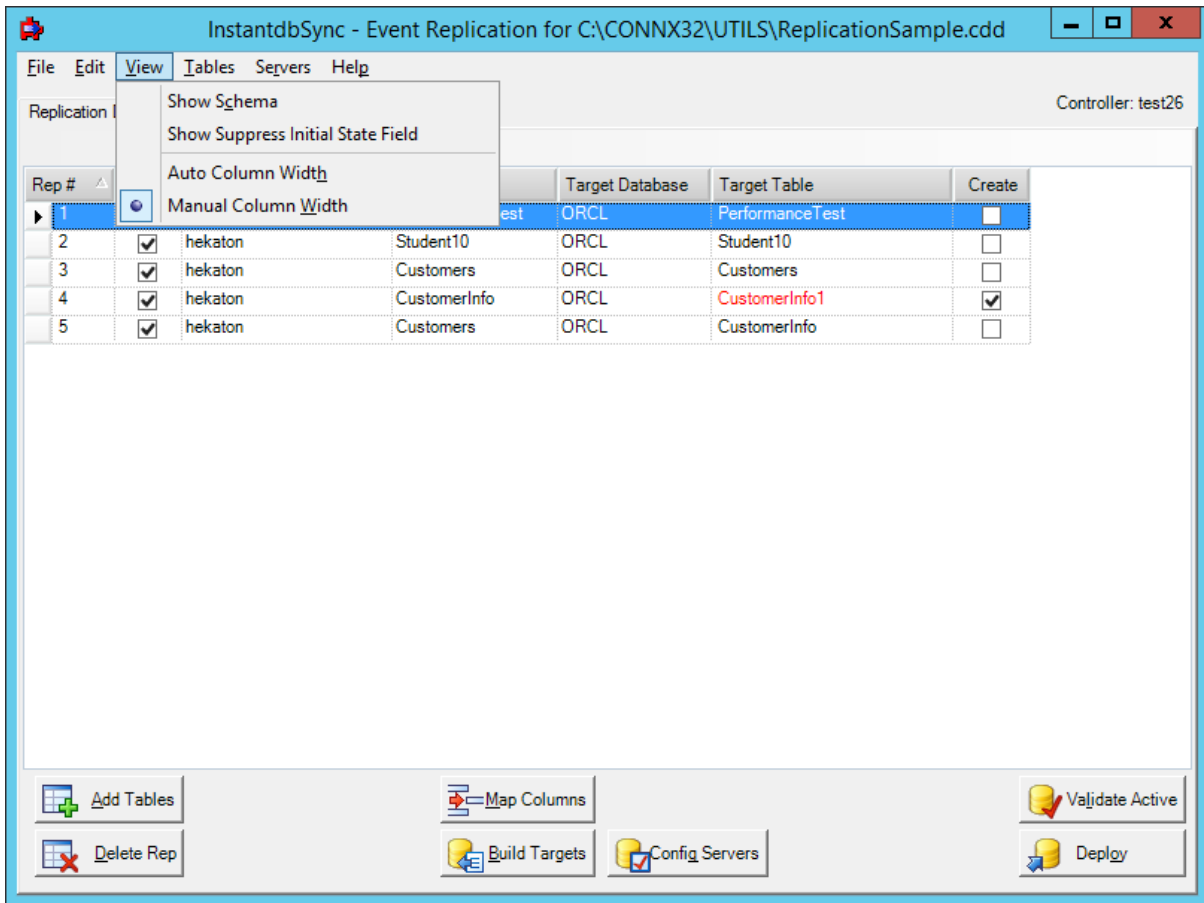 InstantdbSync - Event Replication for C:\CONNX32\UTILS\ReplicationSample.cdd
File Edit View Tables Servers Help
Controller: test26
Replication
Show Schema
Show Suppress Initial State Field
Auto Column Width
Manual Column Width
Rep # Target Database Target Table Create
1 est ORCL PerformanceTest
2 hekaton Student10 ORCL Student10
3 hekaton Customers ORCL Customers
4 hekaton CustomerInfo ORCL CustomerInfo1
5 hekaton Customers ORCL CustomerInfo
Add Tables Map Columns Validate Active
Delete Rep Build Targets Config Servers Deploy